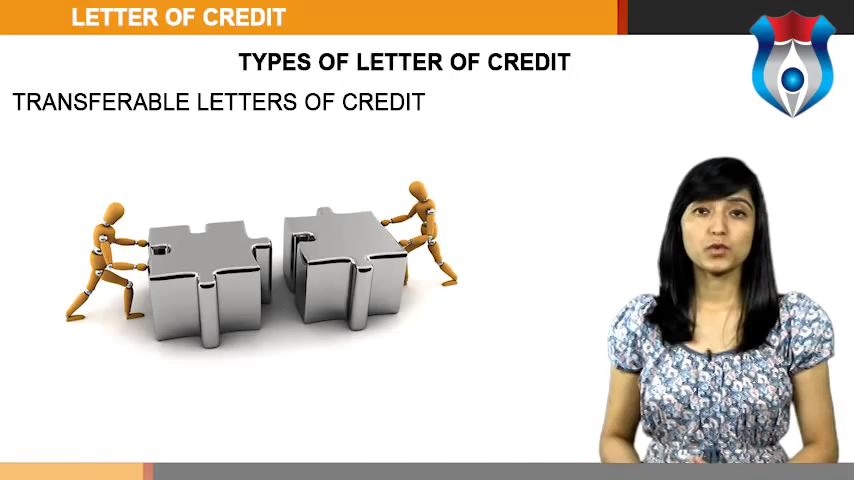 LETTER OF CREDIT
TYPES OF LETTER OF CREDIT
TRANSFERABLE LETTERS OF CREDIT